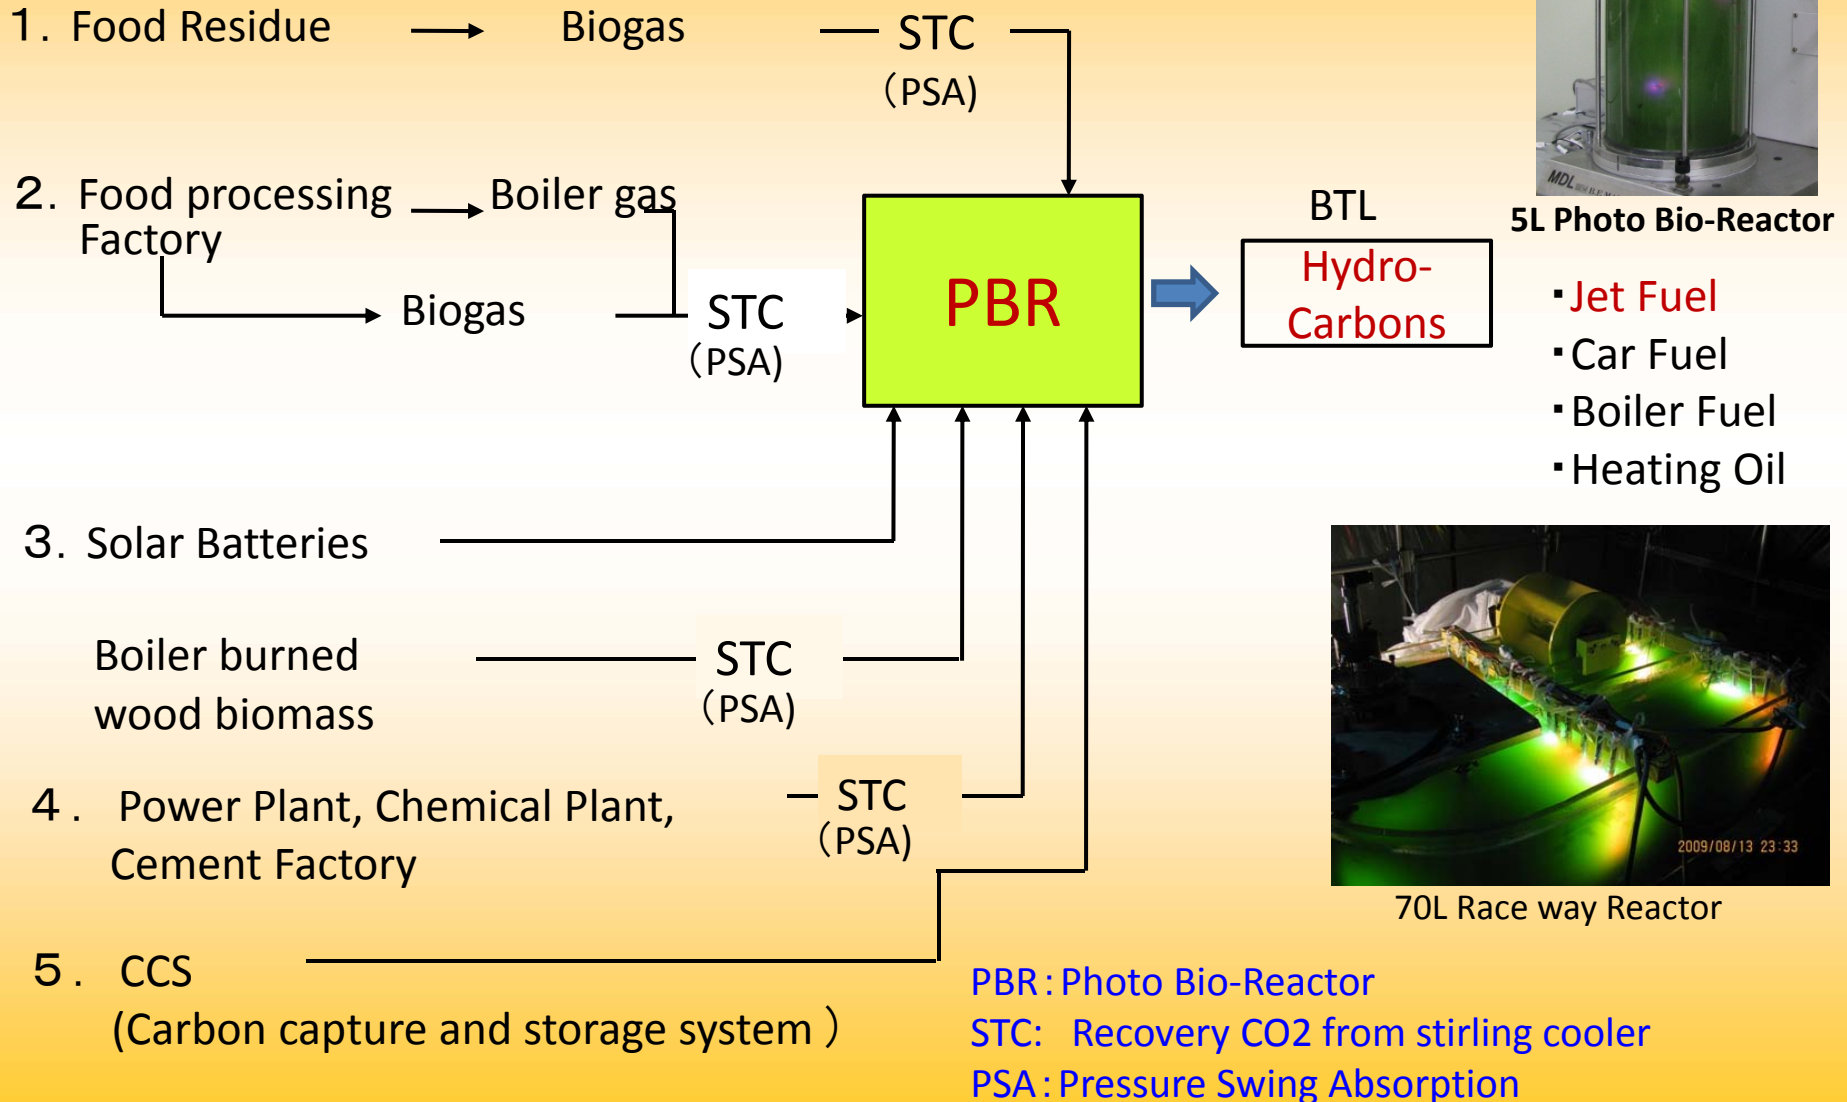 １. Food Residue
Biogas
STC
（PSA)
２. Food processing
Factory
Boiler gas
Biogas
STC
（PSA)
PBR
BTL
Hydro-
Carbons
MDL
5L Photo Bio-Reactor
・Jet Fuel
・Car Fuel
・Boiler Fuel
・Heating Oil
３. Solar Batteries
Boiler burned
wood biomass
STC
（PSA)
４. Power Plant, Chemical Plant,
Cement Factory
STC
（PSA)
2009/08/13 23:33
70L Race way Reactor
５. CCS
(Carbon capture and storage system ）
PBR：Photo Bio-Reactor
STC: Recovery CO2 from stirling cooler
PSA：Pressure Swing Absorption